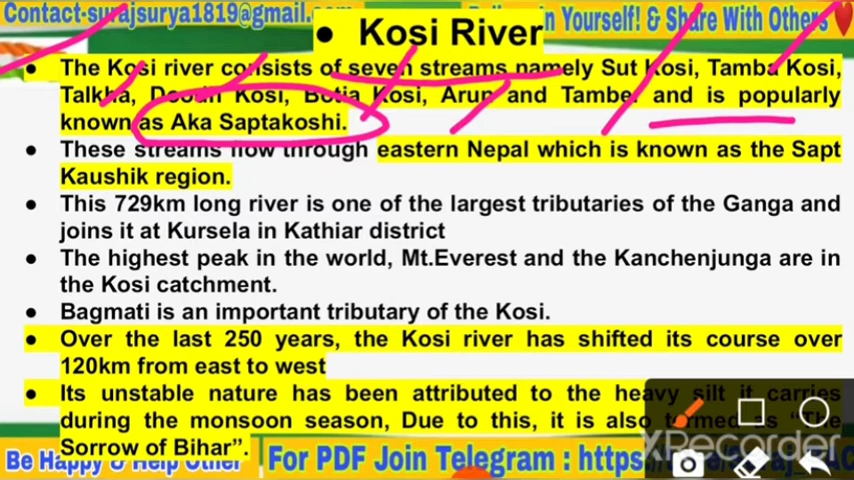 Contact-surajsurya1819@gmail.com
in Yourself! & Share With Others
● Kosi River
● The Kosi river consists of seven streams namely Sut Kosi, Tamba Kosi,
Talkha, Doodh Kosi, Botia Kosi, Arun and Tamber and is popularly
known as Aka Saptakoshi.
● These streams flow through eastern Nepal which is known as the Sapt
Kaushik region.
● This 729km long river is one of the largest tributaries of the Ganga and
joins it at Kursela in Kathiar district
● The highest peak in the world, Mt.Everest and the Kanchenjunga are in
the Kosi catchment.
● Bagmati is an important tributary of the Kosi.
● Over the last 250 years, the Kosi river has shifted its course over
120km from east to west
● Its unstable nature has been attributed to the heavy silt it carries
during the monsoon season, Due to this, it is also termed as "The
Sorrow of Bihar".
Be Happy & Help Other
For PDF Join Telegram : https:
XRecorder